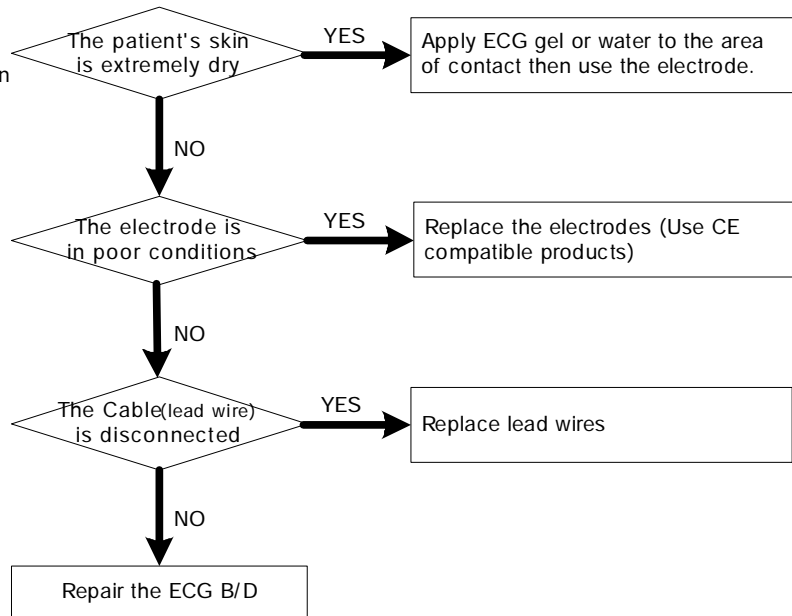 The patient's skin
is extremely dry
YES
Apply ECG gel or water to the area
of contact then use the electrode.
NO
The electrode is
in poor conditions
YES
Replace the electrodes (Use CE
compatible products)
NO
The Cable(lead wire)
is disconnected
YES
Replace lead wires
NO
Repair the ECG B/D